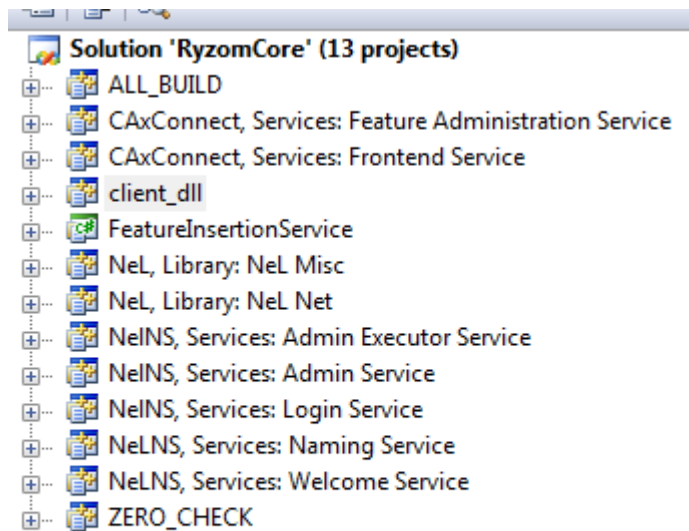 Solution 'RyzomCore' (13 projects)
ALL_BUILD
CAxConnect, Services: Feature Administration Service
CAxConnect, Services: Frontend Service
client_dll
FeatureInsertionService
NeL, Library: NeL Misc
NeL, Library: NeL Net
NelNS, Services: Admin Executor Service
NelNS, Services: Admin Service
NelNS, Services: Login Service
NeLNS, Services: Naming Service
NeLNS, Services: Welcome Service
ZERO_CHECK